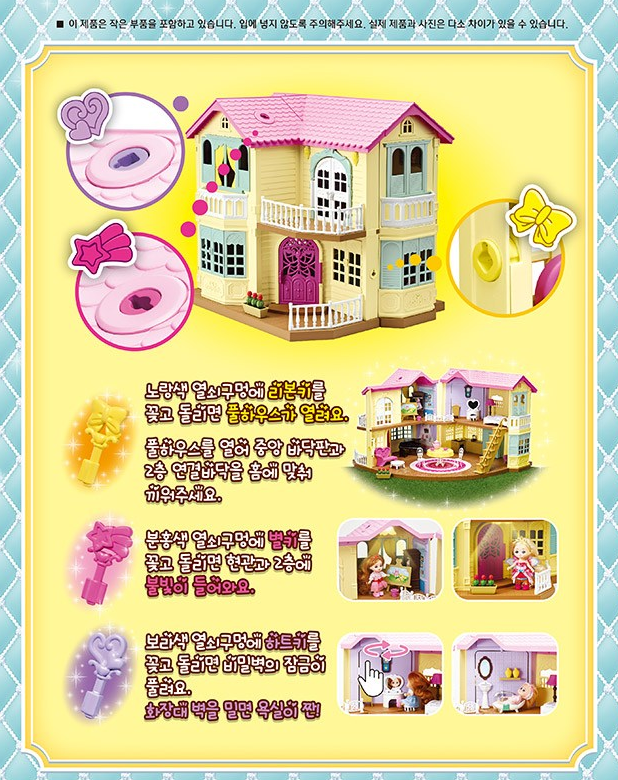 ■ 이 제품은 작은 부품을 포함하고 있습니다. 입에 넣지 않도록 주의해주세요. 실제 제품과 사진은 다소 차이가 있을 수 있습니다.
노랑색 열쇠구멍에 리본키를
꽂고 돌리면 풀하우스가 열려요.
풀하우스를 열어 중앙 바닥판과
2층 연결바닥을 홈에 맞춰
끼워주세요.
분홍색 열쇠구멍에 별키를
꽂고 돌리면 현관과 2층에
불빛이 들어와요.
보라색 열쇠구멍에 하트키를
꽂고 돌리면 비밀벽의 잠금이
풀려요.
화장대 벽을 밀면 욕실이 짠!